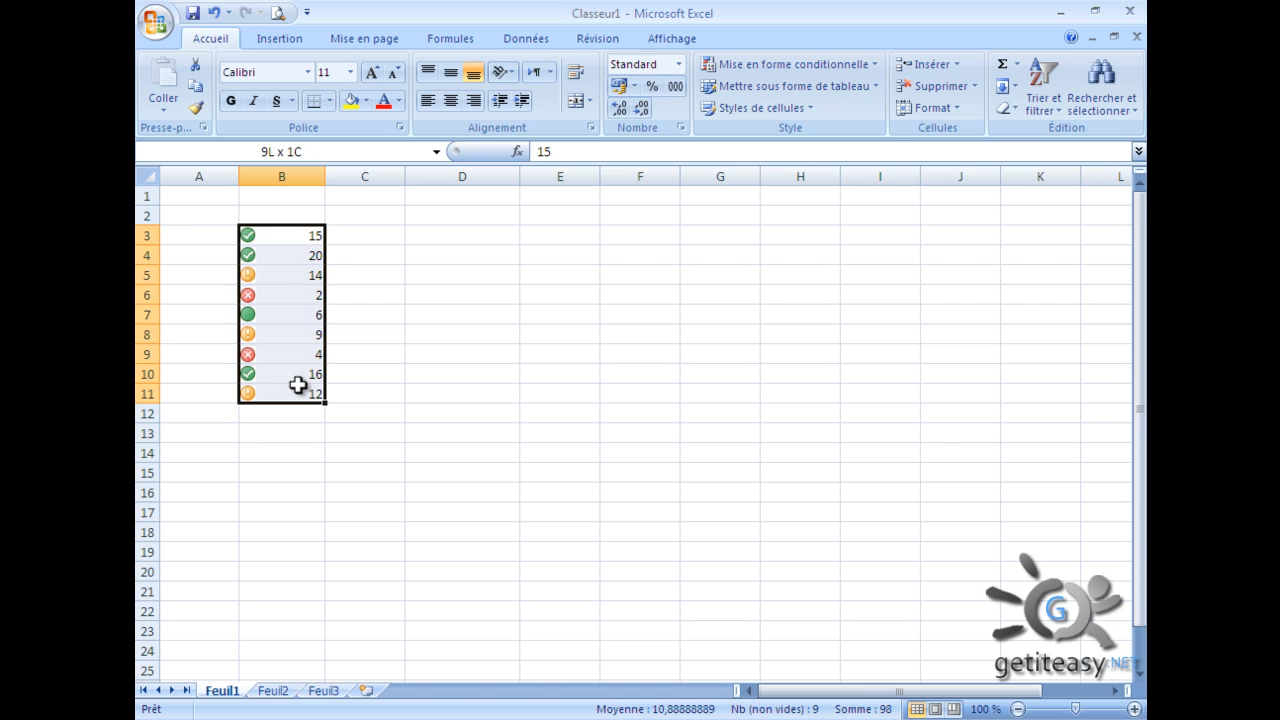 Classeur1 - Microsoft Excel
Accueil Insertion Mise en page Formules Données Révision Affichage
Calibri 11 Standard Mise en forme conditionnelle Insérer Σ
Coller Mettre sous forme de tableau Supprimer Trier et filtrer Rechercher et sélectionner
G I S A % 000 Styles de cellules Format
Presse-p... Police Alignement Nombre Style Cellules Édition
9L x 1C fx 15
A B C D E F G H I J K L
1
2
3 15
4 20
5 14
6 2
7 6
8 9
9 4
10 16
11 12
12
13
14
15
16
17
18
19
20
21
22
23
24
25
G
getiteasy.NET
Feuil1 Feuil2 Feuil3
Prêt Moyenne : 10,88888889 Nb (non vides) : 9 Somme : 98 100 %